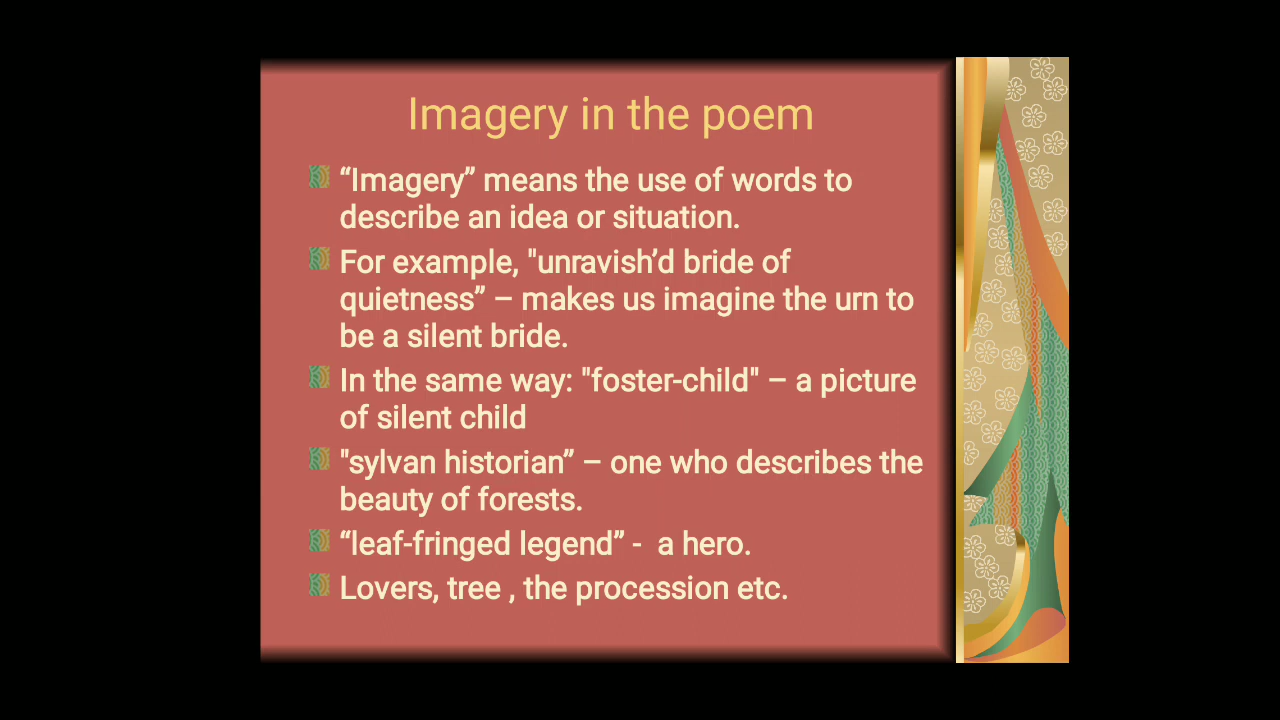 Imagery in the poem
“Imagery” means the use of words to
describe an idea or situation.
For example, "unravish’d bride of
quietness” – makes us imagine the urn to
be a silent bride.
In the same way: "foster-child" – a picture
of silent child
"sylvan historian” – one who describes the
beauty of forests.
“leaf-fringed legend” -  a hero.
Lovers, tree , the procession etc.